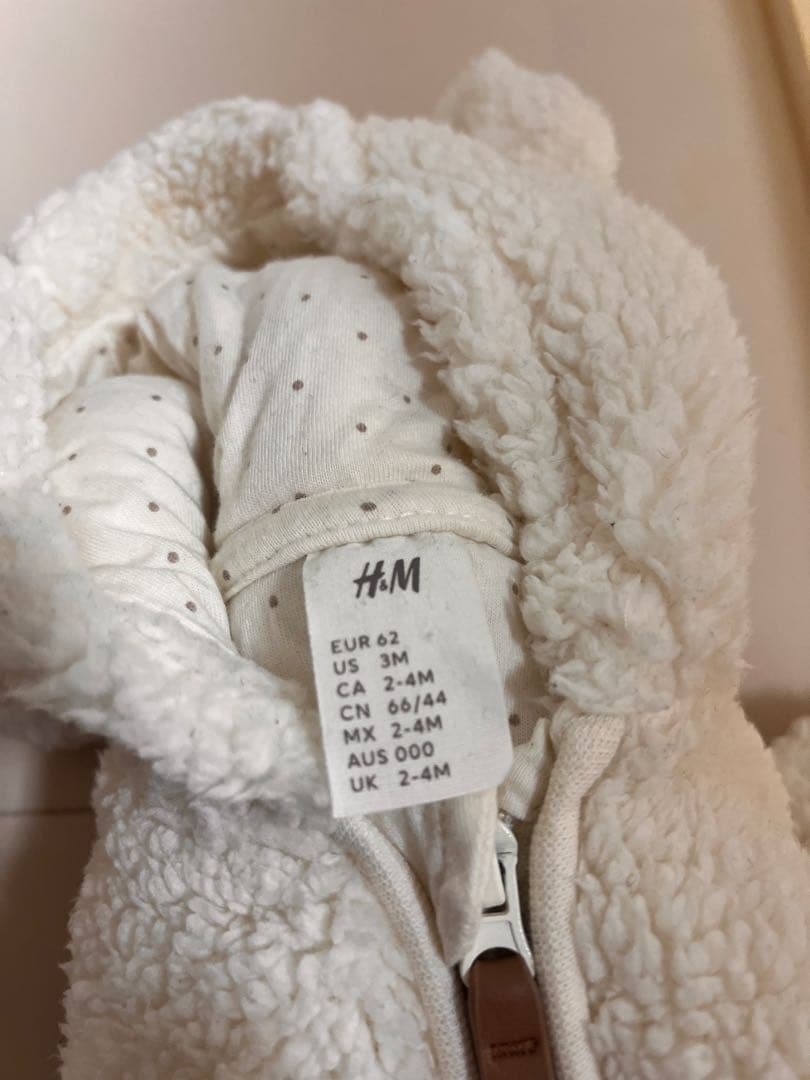 H&M
EUR 62
US 3M
CA 2-4M
CN 66/44
MX 2-4M
AUS 000
UK 2-4M